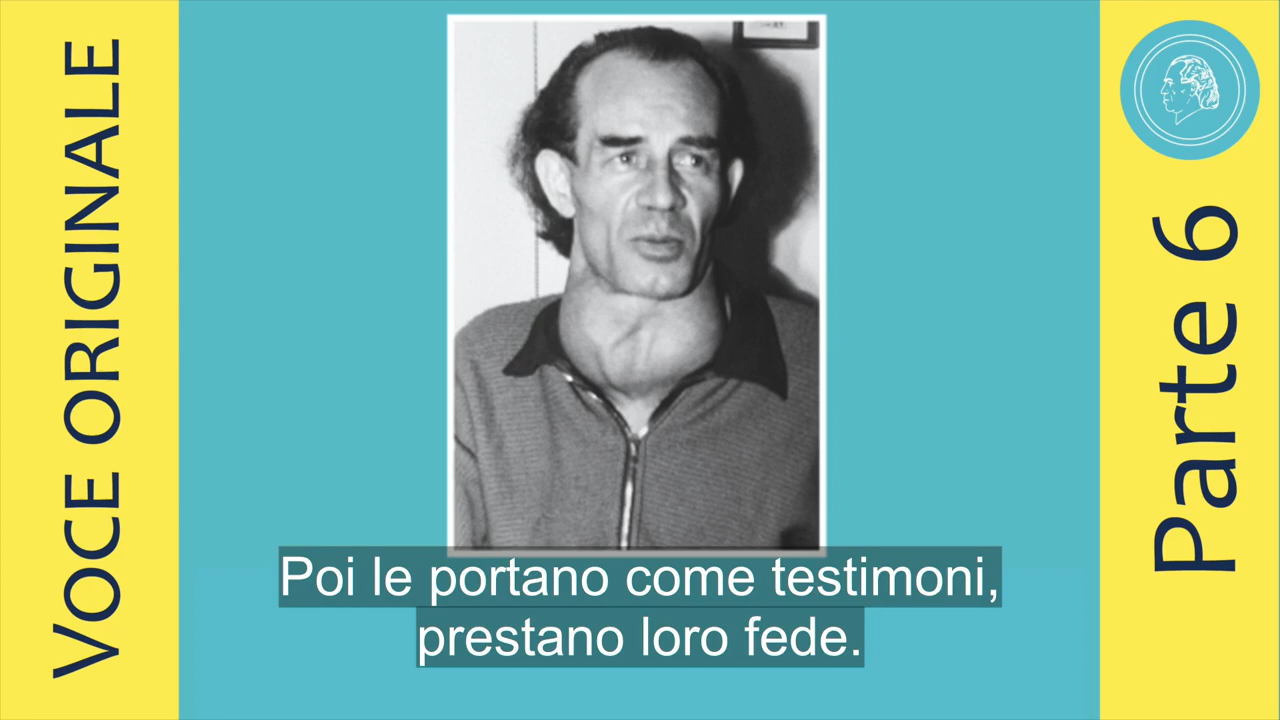 VOCE ORIGINALE
Parte 6
Poi le portano come testimoni,
prestano loro fede.